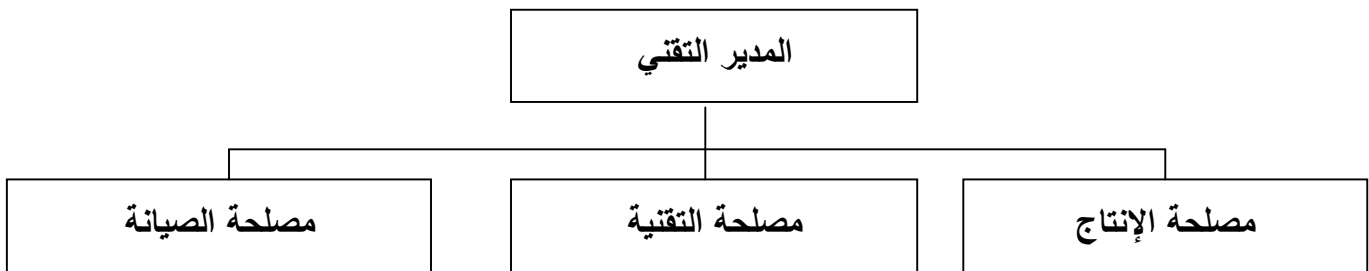 المدير التقني
مصلحة الإنتاج
مصلحة التقنية
مصلحة الصيانة